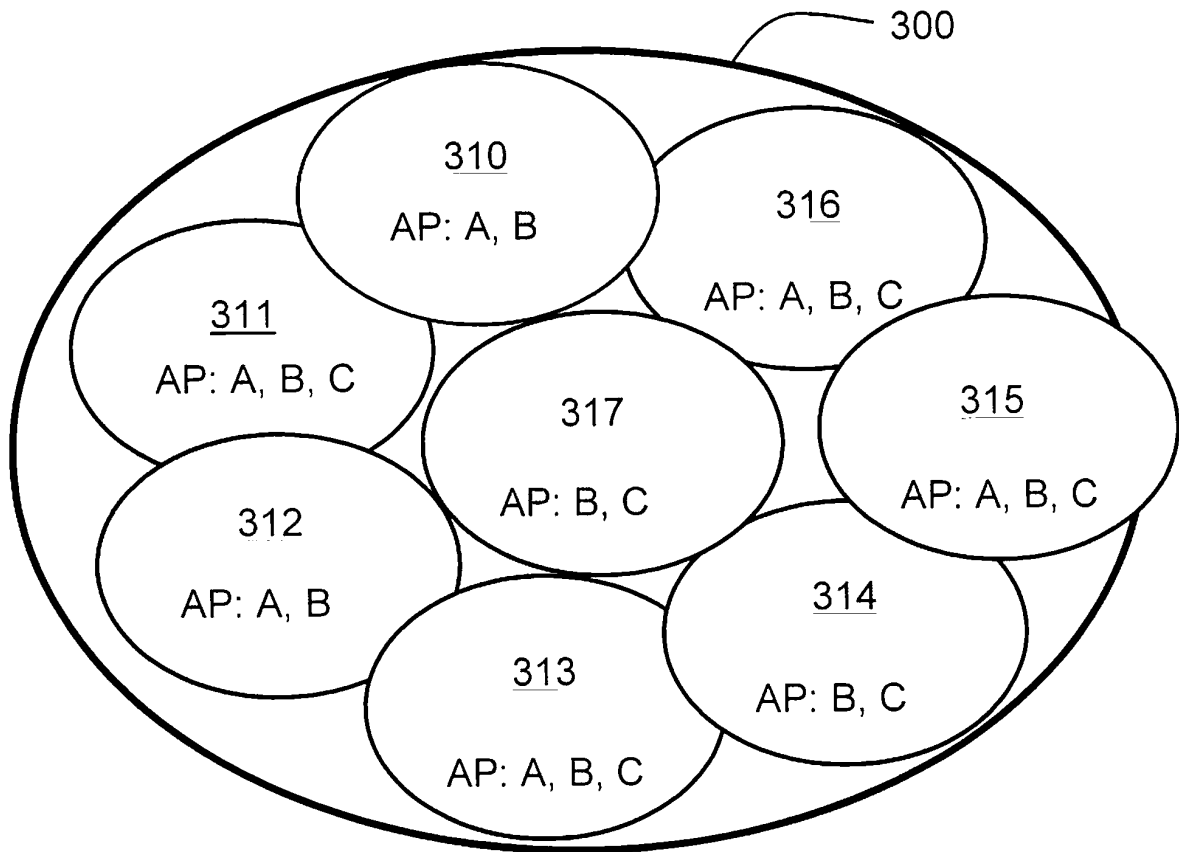 300
310
AP: A, B
316
AP: A, B, C
311
AP: A, B, C
317
AP: B, C
315
AP: A, B, C
312
AP: A, B
314
AP: B, C
313
AP: A, B, C